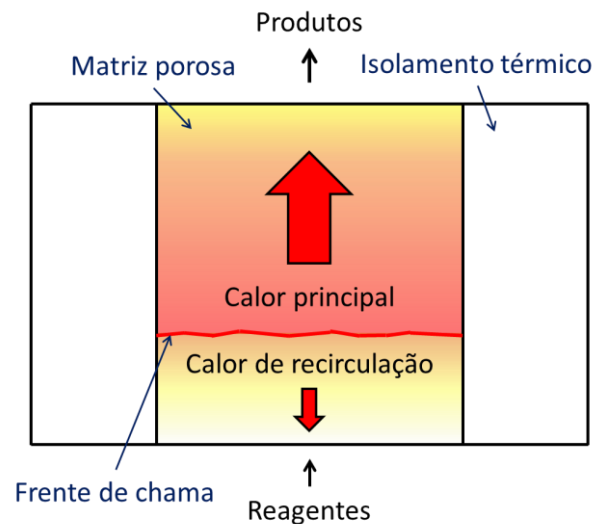 Produtos
Matriz porosa
Isolamento térmico
Calor principal
Calor de recirculação
Frente de chama
Reagentes